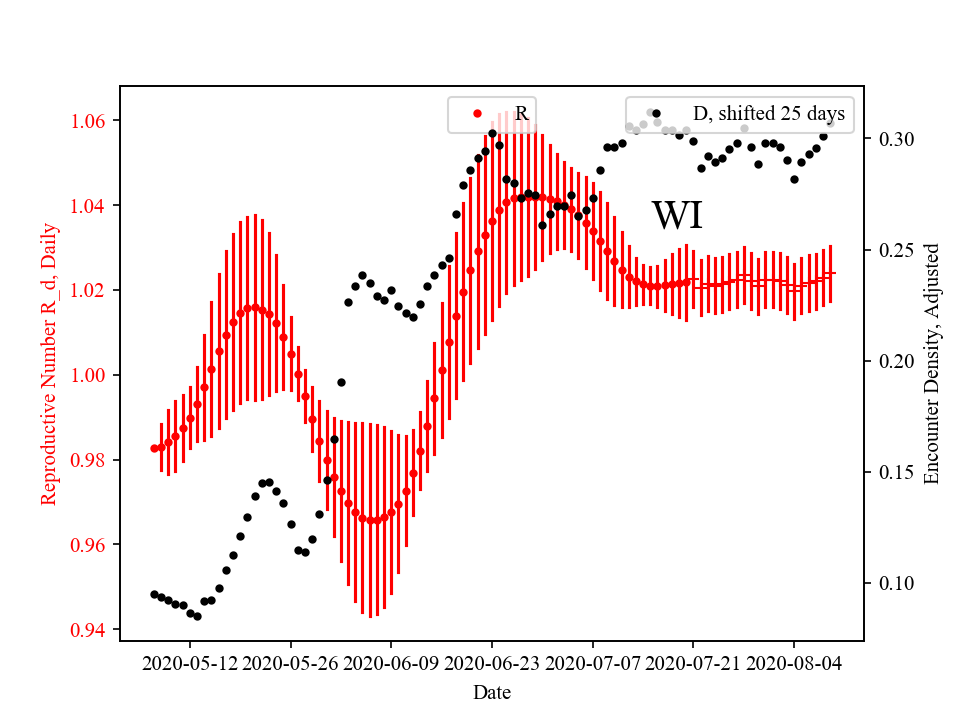 R
D, shifted 25 days
WI
Reproductive Number R_d, Daily
1.06
1.04
1.02
1.00
0.98
0.96
0.94
0.30
0.25
0.20
0.15
0.10
Encounter Density, Adjusted
2020-05-12 2020-05-26 2020-06-09 2020-06-23 2020-07-07 2020-07-21 2020-08-04
Date